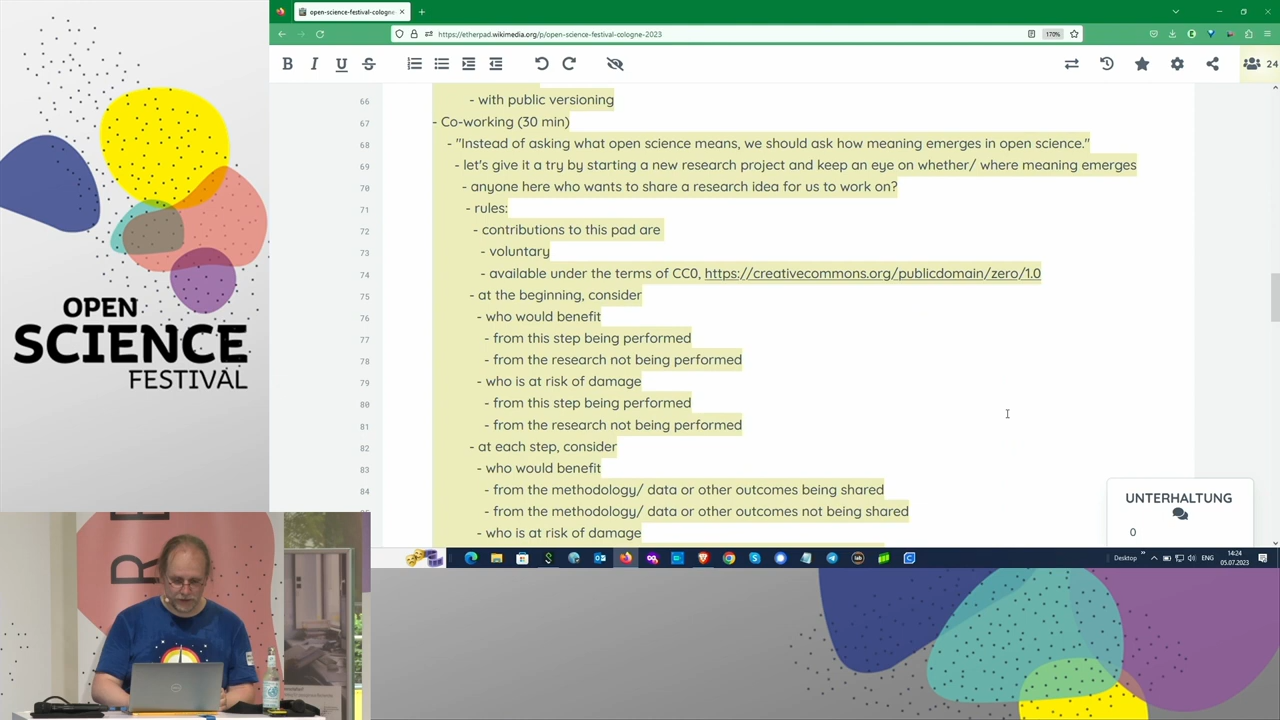 open-science-festival-cologne-
https://etherpad.wikimedia.org/p/open-science-festival-cologne-2023
170%
B I U S
24
66 - with public versioning
67 - Co-working (30 min)
68 - "Instead of asking what open science means, we should ask how meaning emerges in open science."
69 - let's give it a try by starting a new research project and keep an eye on whether/ where meaning emerges
70 - anyone here who wants to share a research idea for us to work on?
71 - rules:
72 - contributions to this pad are
73 - voluntary
74 - available under the terms of CC0, https://creativecommons.org/publicdomain/zero/1.0
75 - at the beginning, consider
76 - who would benefit
77 - from this step being performed
78 - from the research not being performed
79 - who is at risk of damage
80 - from this step being performed
81 - from the research not being performed
82 - at each step, consider
83 - who would benefit
84 - from the methodology/ data or other outcomes being shared
- from the methodology/ data or other outcomes not being shared
- who is at risk of damage
UNTERHALTUNG
0
Desktop
ENG
14:24
05.07.2023
OPEN
SCIENCE
FESTIVAL
DELL